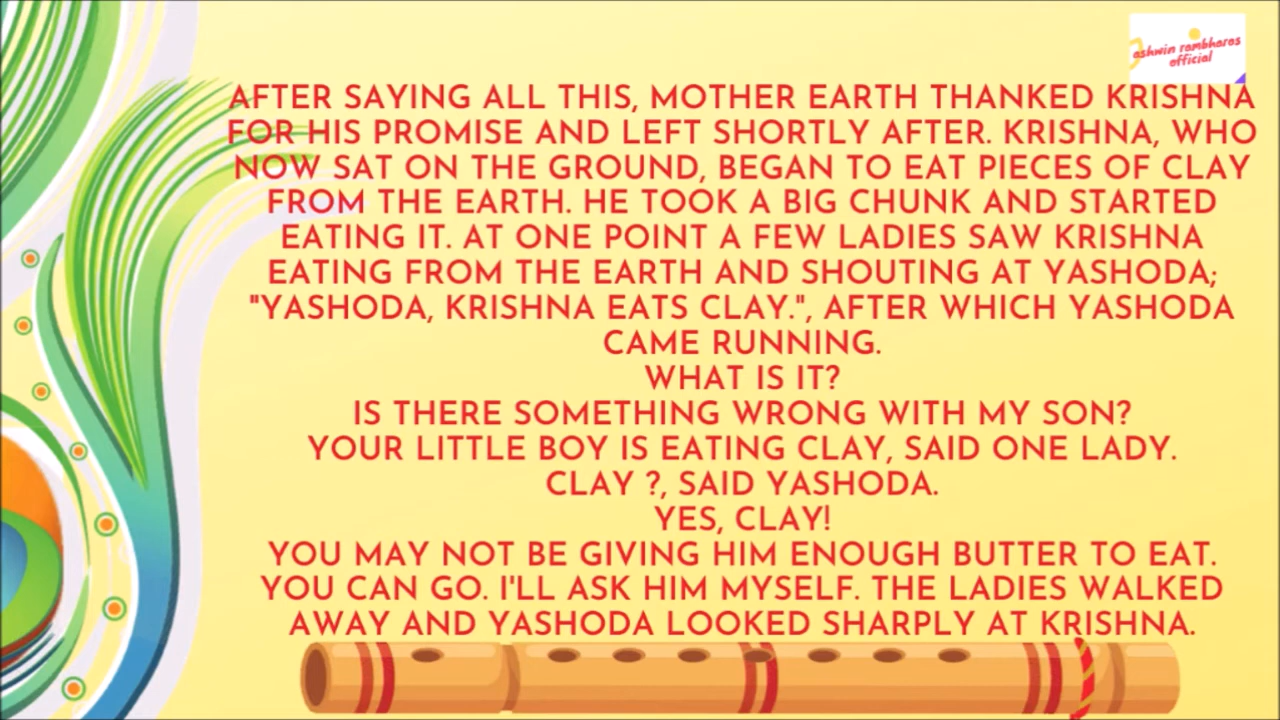 ashwin rambharos
official
AFTER SAYING ALL THIS, MOTHER EARTH THANKED KRISHNA
FOR HIS PROMISE AND LEFT SHORTLY AFTER. KRISHNA, WHO
NOW SAT ON THE GROUND, BEGAN TO EAT PIECES OF CLAY
FROM THE EARTH. HE TOOK A BIG CHUNK AND STARTED
EATING IT. AT ONE POINT A FEW LADIES SAW KRISHNA
EATING FROM THE EARTH AND SHOUTING AT YASHODA;
"YASHODA, KRISHNA EATS CLAY.", AFTER WHICH YASHODA
CAME RUNNING.
WHAT IS IT?
IS THERE SOMETHING WRONG WITH MY SON?
YOUR LITTLE BOY IS EATING CLAY, SAID ONE LADY.
CLAY ?, SAID YASHODA.
YES, CLAY!
YOU MAY NOT BE GIVING HIM ENOUGH BUTTER TO EAT.
YOU CAN GO. I'LL ASK HIM MYSELF. THE LADIES WALKED
AWAY AND YASHODA LOOKED SHARPLY AT KRISHNA.